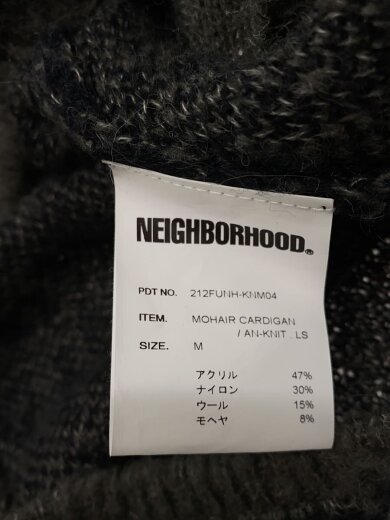 NEIGHBORHOOD®
PDT NO. 212FUNH-KNM04
ITEM. MOHAIR CARDIGAN
/ AN-KNIT . LS
SIZE. M
アクリル 47%
ナイロン 30%
ウール 15%
モヘヤ 8%